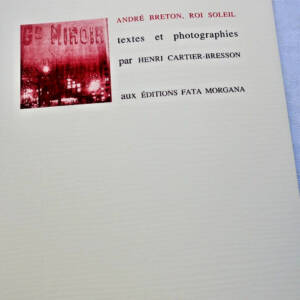 Gd MIROIR
ANDRÉ BRETON, ROI SOLEIL
textes et photographies
par HENRI CARTIER-BRESSON
aux ÉDITIONS FATA MORGANA